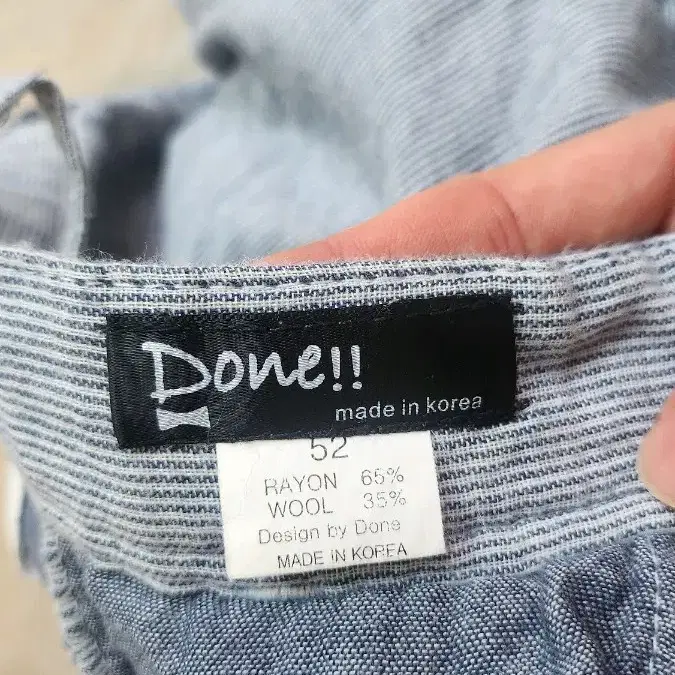 Done!!
made in korea
52
RAYON 65%
WOOL 35%
Design by Done
MADE IN KOREA